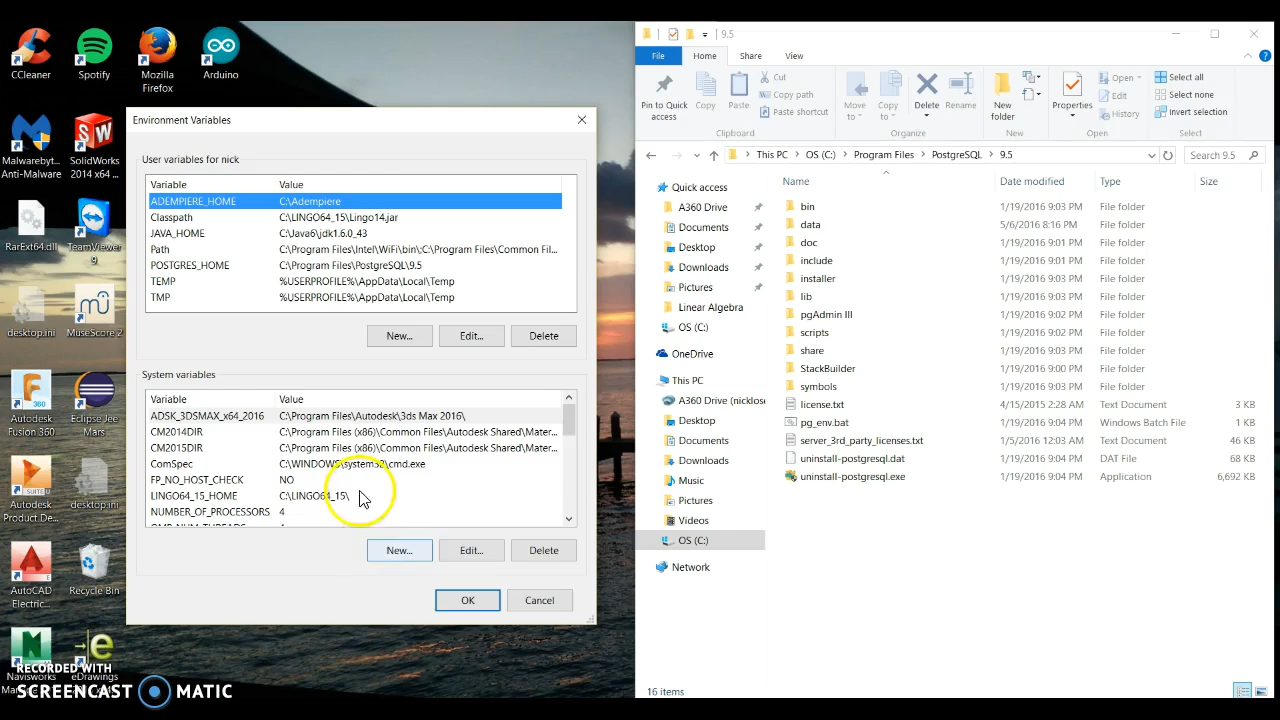 CCleaner
Spotify
Mozilla
Firefox
Arduino
Malwareby...
Anti-Malware
SolidWorks
2014 x64 ...
RarExt64.dll
TeamViewer
9
desktop.ini
MuseScore 2
Autodesk
Fusion 360
Eclipse Jee
Mars
Autodesk
Product De...
desktop.ini
AutoCAD
Electric...
Recycle Bin
Navisworks
eDrawings
RECORDED WITH
SCREENCAST MATIC
Environment Variables
User variables for nick
Variable Value
ADEMPIERE_HOME C:\Adempiere
Classpath C:\LINGO64_15\Lingo14.jar
JAVA_HOME C:\Java6\jdk1.6.0_43
Path C:\Program Files\Intel\WiFi\bin\;C:\Program Files\Common Fil...
POSTGRES_HOME C:\Program Files\PostgreSQL\9.5
TEMP %USERPROFILE%\AppData\Local\Temp
TMP %USERPROFILE%\AppData\Local\Temp
New... Edit... Delete
System variables
Variable Value
ADSK_3DSMAX_x64_2016 C:\Program Files\Autodesk\3ds Max 2016\
CM2014DIR C:\Program Files (x86)\Common Files\Autodesk Shared\Mater...
CM2015DIR C:\Program Files (x86)\Common Files\Autodesk Shared\Mater...
ComSpec C:\WINDOWS\system32\cmd.exe
FP_NO_HOST_CHECK NO
LINGO64_15_HOME C:\LINGO64_15\
NUMBER_OF_PROCESSORS 4
New... Edit... Delete
OK Cancel
9.5
File Home Share View
Pin to Quick
access
Copy
Paste
Cut
Copy path
Paste shortcut
Clipboard
Move
to
Copy
to
Delete
Rename
Organize
New
folder
New
Properties
Open
Edit
History
Open
Select all
Select none
Invert selection
Select
This PC OS (C:) Program Files PostgreSQL 9.5
Search 9.5
Quick access
A360 Drive
Documents
Desktop
Downloads
Pictures
Linear Algebra
OS (C:)
OneDrive
This PC
A360 Drive (nicklose
Desktop
Documents
Downloads
Music
Pictures
Videos
OS (C:)
Network
Name Date modified Type Size
bin 1/19/2016 9:03 PM File folder
data 5/6/2016 8:16 PM File folder
doc 1/19/2016 9:01 PM File folder
include 1/19/2016 9:01 PM File folder
installer 1/19/2016 9:03 PM File folder
lib 1/19/2016 9:03 PM File folder
pgAdmin III 1/19/2016 9:02 PM File folder
scripts 1/19/2016 9:02 PM File folder
share 1/19/2016 9:03 PM File folder
StackBuilder 1/19/2016 9:02 PM File folder
symbols 1/19/2016 9:03 PM File folder
license.txt 4/15/2015 2:28 AM Text Document 3 KB
pg_env.bat 1/19/2016 9:03 PM Windows Batch File 1 KB
server_3rd_party_licenses.txt 1/5/2016 12:03 AM Text Document 46 KB
uninstall-postgresql.dat 1/19/2016 9:03 PM DAT File 68 KB
uninstall-postgresql.exe 1/19/2016 9:03 PM Application 6,692 KB
16 items